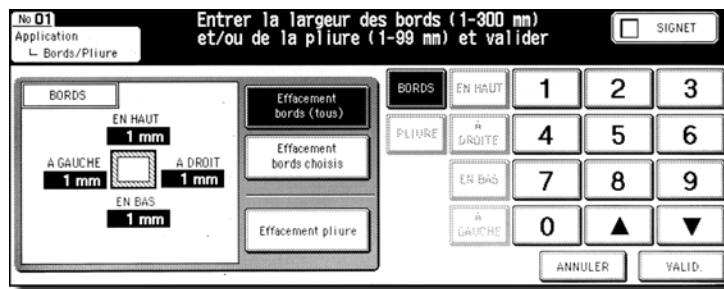 No 01
Application
Bords/Pliure
Entrer la largeur des bords (1-300 mm)
et/ou de la pliure (1-99 mm) et valider
SIGNET
BORDS
EN HAUT
1 mm
A GAUCHE
1 mm
A DROIT
1 mm
EN BAS
1 mm
Effacement
bords (tous)
Effacement
bords choisis
Effacement pliure
BORDS
EN HAUT
1
2
3
PLIURE
À
DROITE
4
5
6
EN BAS
7
8
9
À
GAUCHE
0
ANNULER
VALID.